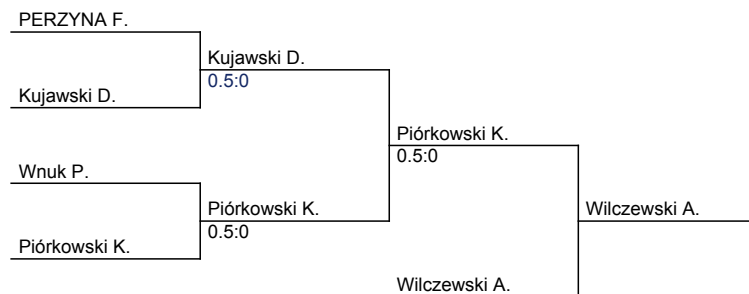 PERZYNA F.
Kujawski D.
0.5:0
Kujawski D.
Piórkowski K.
0.5:0
Wnuk P.
Piórkowski K.
0.5:0
Wilczewski A.
Piórkowski K.
Wilczewski A.